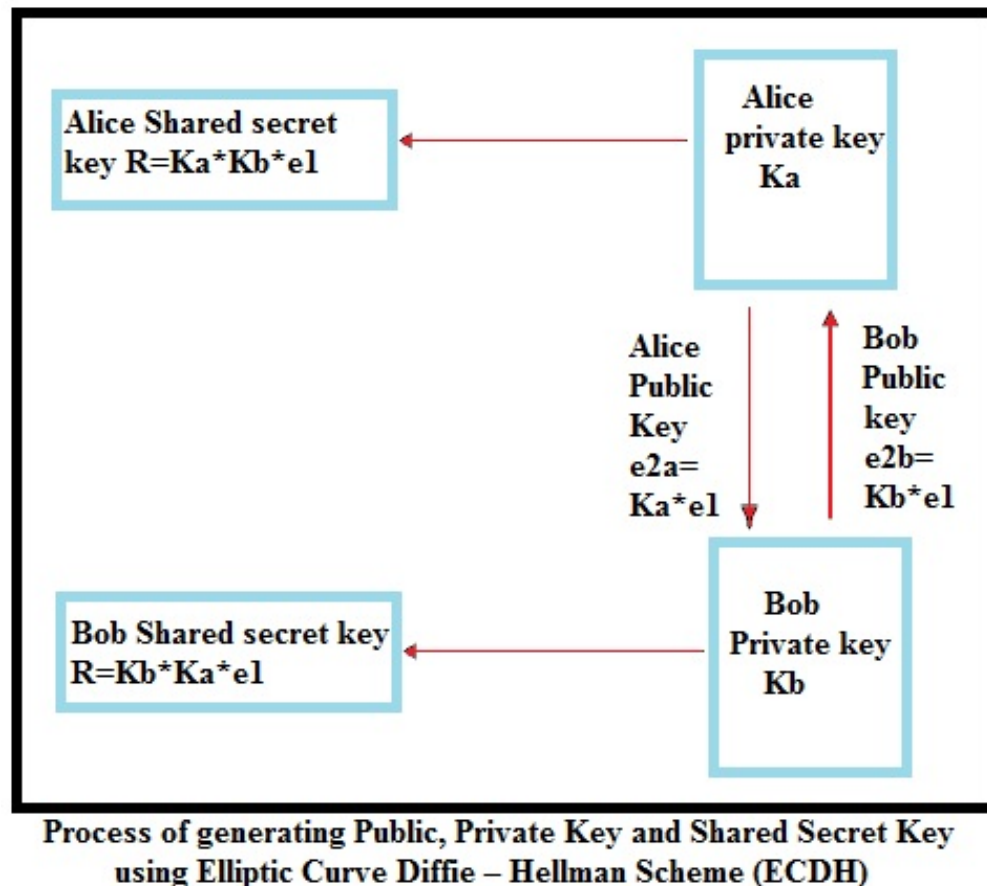 Alice Shared secret
key R=Ka*Kb*e1
Alice
private key
Ka
Alice
Public
Key
e2a=
Ka*e1
Bob
Public
key
e2b=
Kb*e1
Bob Shared secret key
R=Kb*Ka*e1
Bob
Private key
Kb
Process of generating Public, Private Key and Shared Secret Key
using Elliptic Curve Diffie – Hellman Scheme (ECDH)